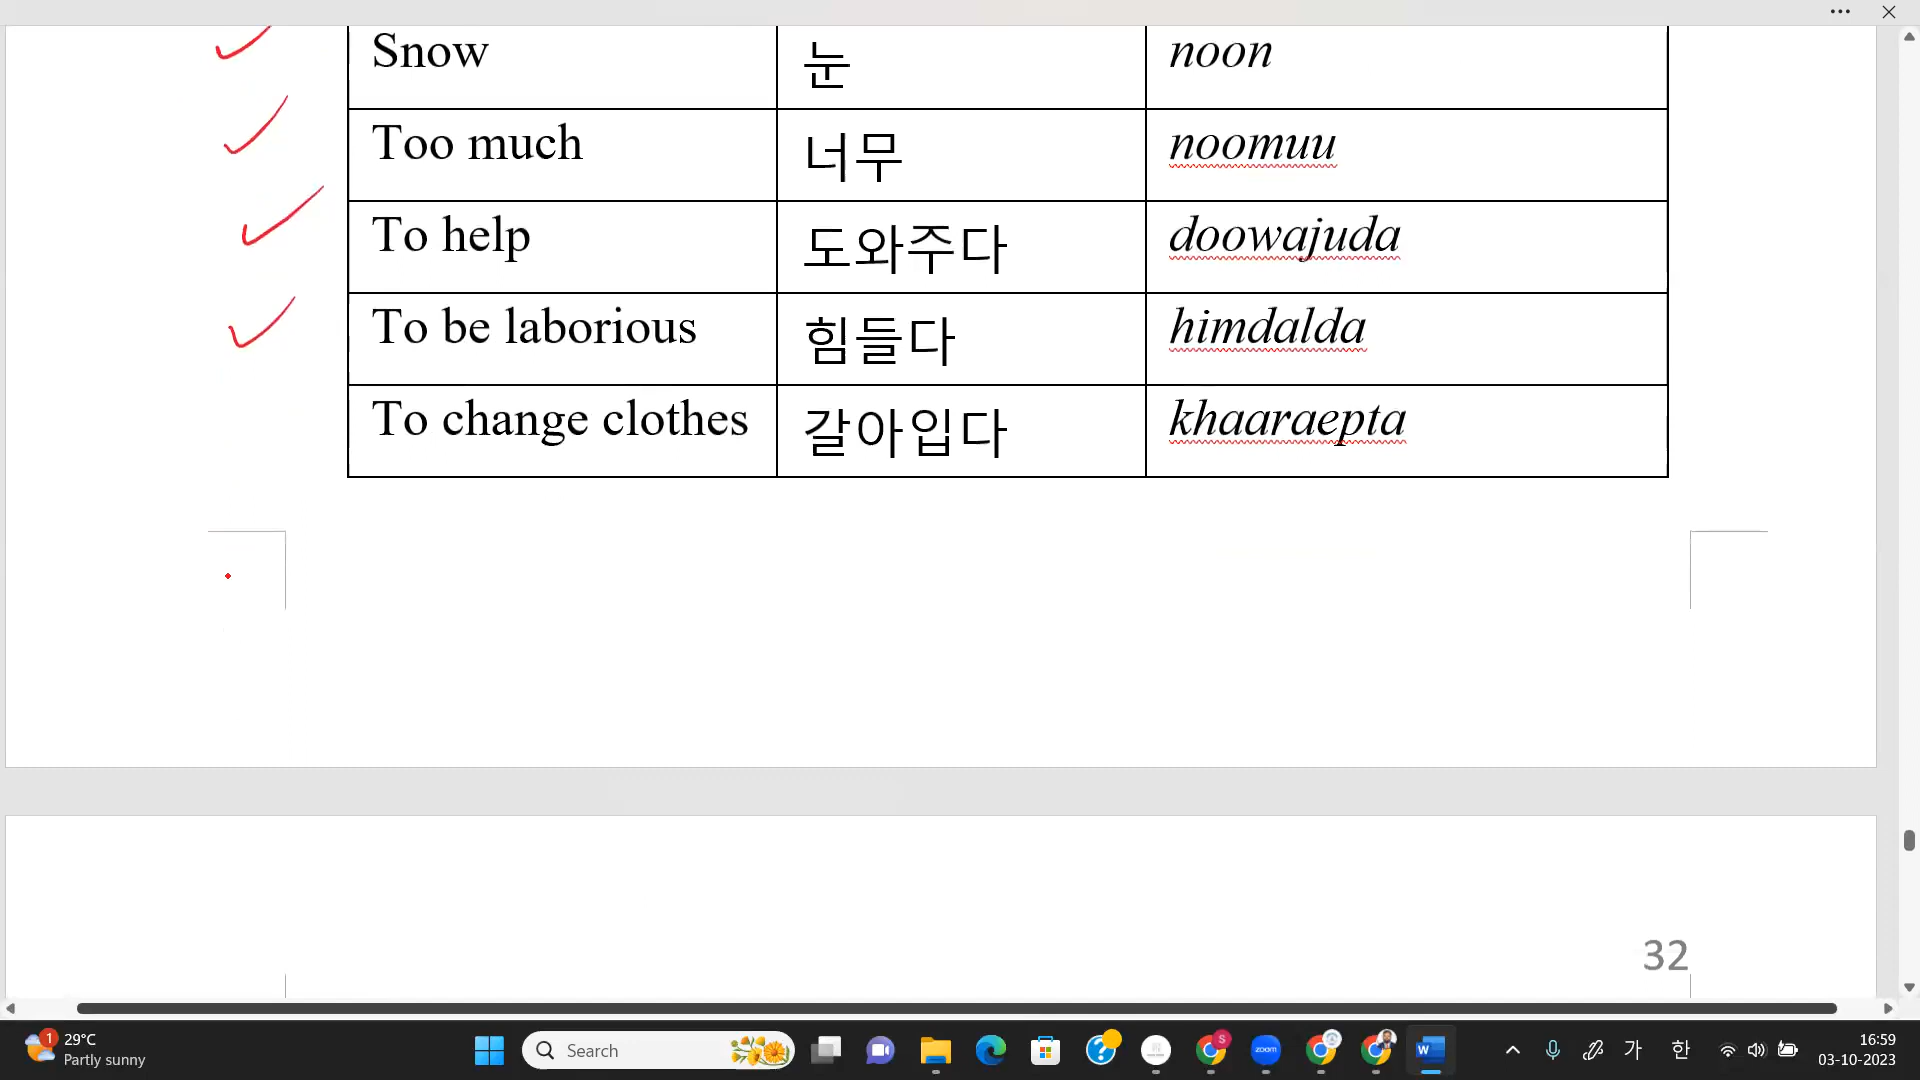 Snow 눈 noon
Too much 너무 noomuu
To help 도와주다 doowajuda
To be laborious 힘들다 himdalda
To change clothes 갈아입다 khaaraepta
32
1
29°C
Partly sunny
Search
S
zoom
W
가
한
16:59
03-10-2023